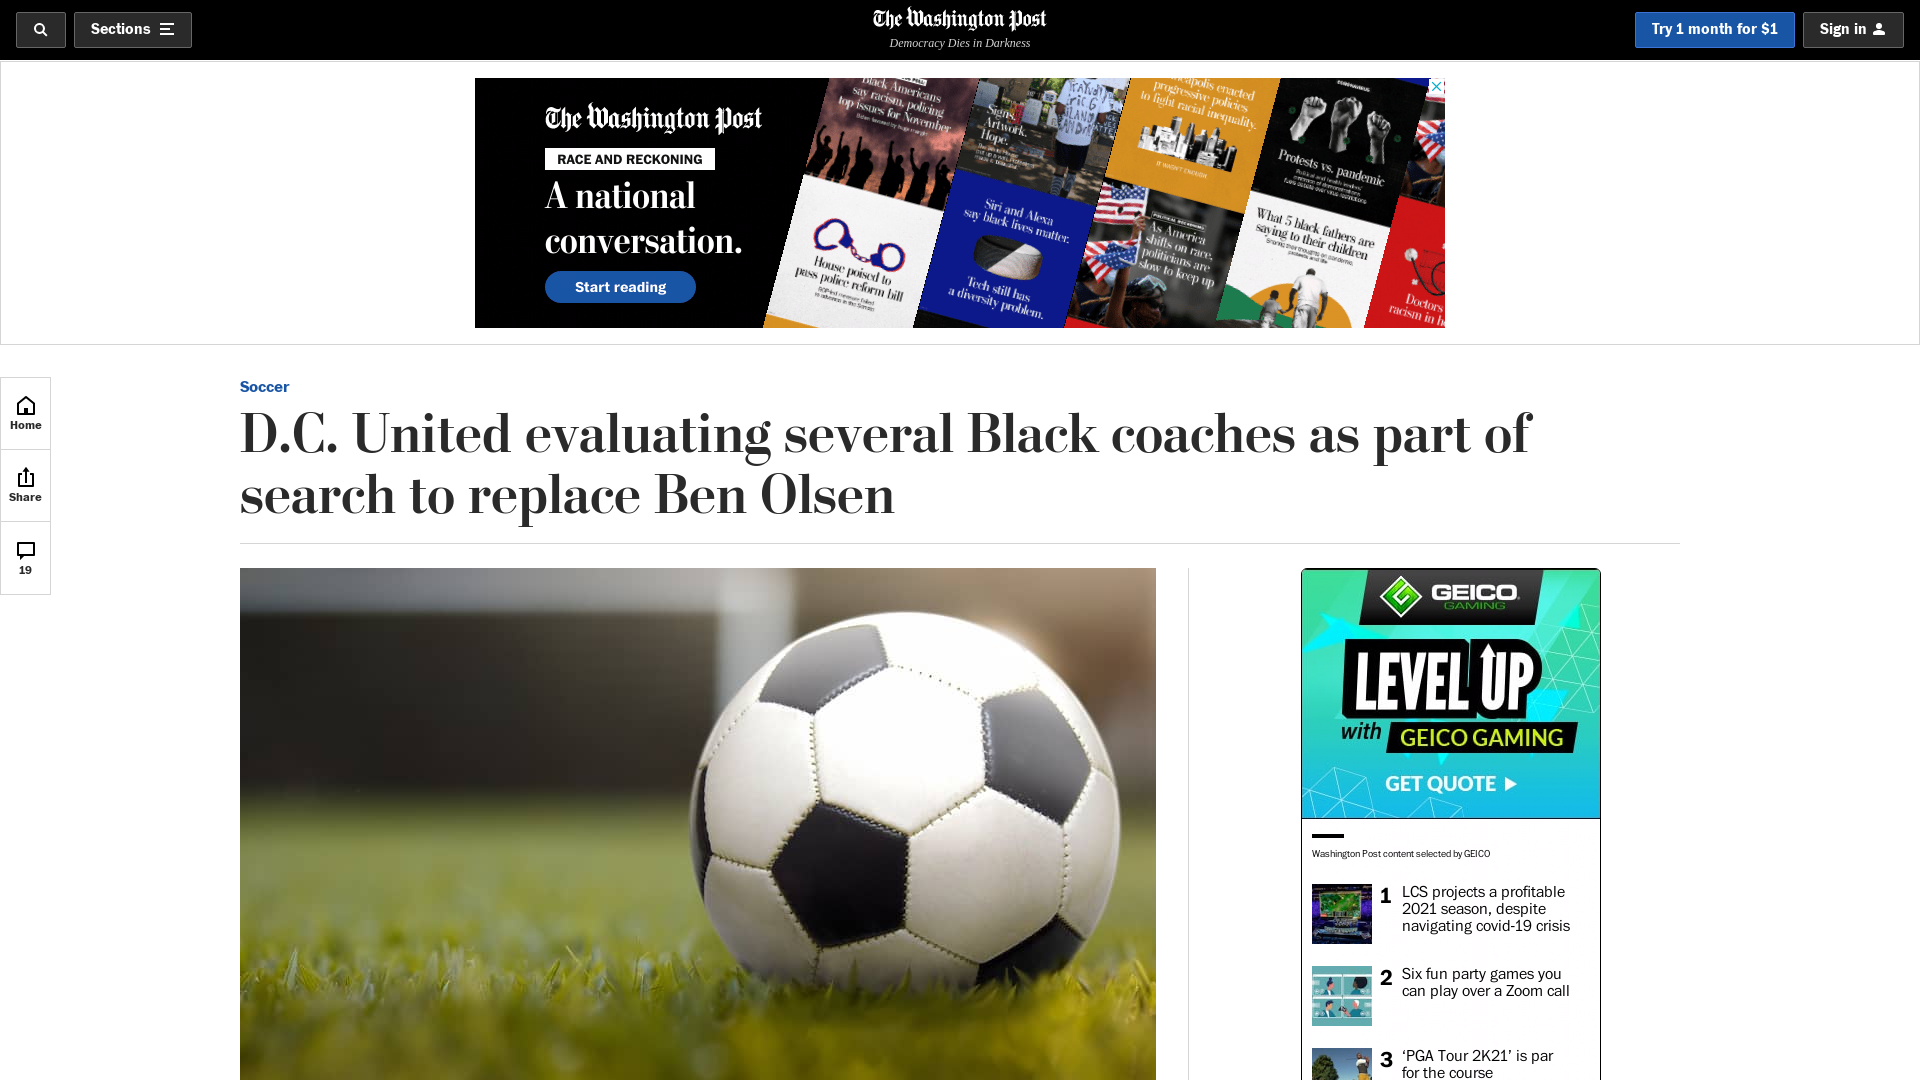 Sections
The Washington Post
Democracy Dies in Darkness
Try 1 month for $1
Sign in
The Washington Post
RACE AND RECKONING
A national
conversation.
Start reading
Black Americans
say racism, policing
top issues for November
Signs.
Artwork.
Hope.
progressive policies
to fight racial inequality.
IT WASN'T ENOUGH.
CORONAVIRUS
Protests vs. pandemic
House poised to
pass police reform bill
Siri and Alexa
say black lives matter.
Tech still has
a diversity problem.
As America
shifts on race,
politicians are
slow to keep up
What 5 black fathers are
saying to their children
Doctors
racism in
Home
Share
19
Soccer
D.C. United evaluating several Black coaches as part of
search to replace Ben Olsen
GEICO
GAMING
LEVEL UP
with GEICO GAMING
GET QUOTE
Washington Post content selected by GEICO
1 LCS projects a profitable
2021 season, despite
navigating covid-19 crisis
2 Six fun party games you
can play over a Zoom call
3 ‘PGA Tour 2K21’ is par
for the course